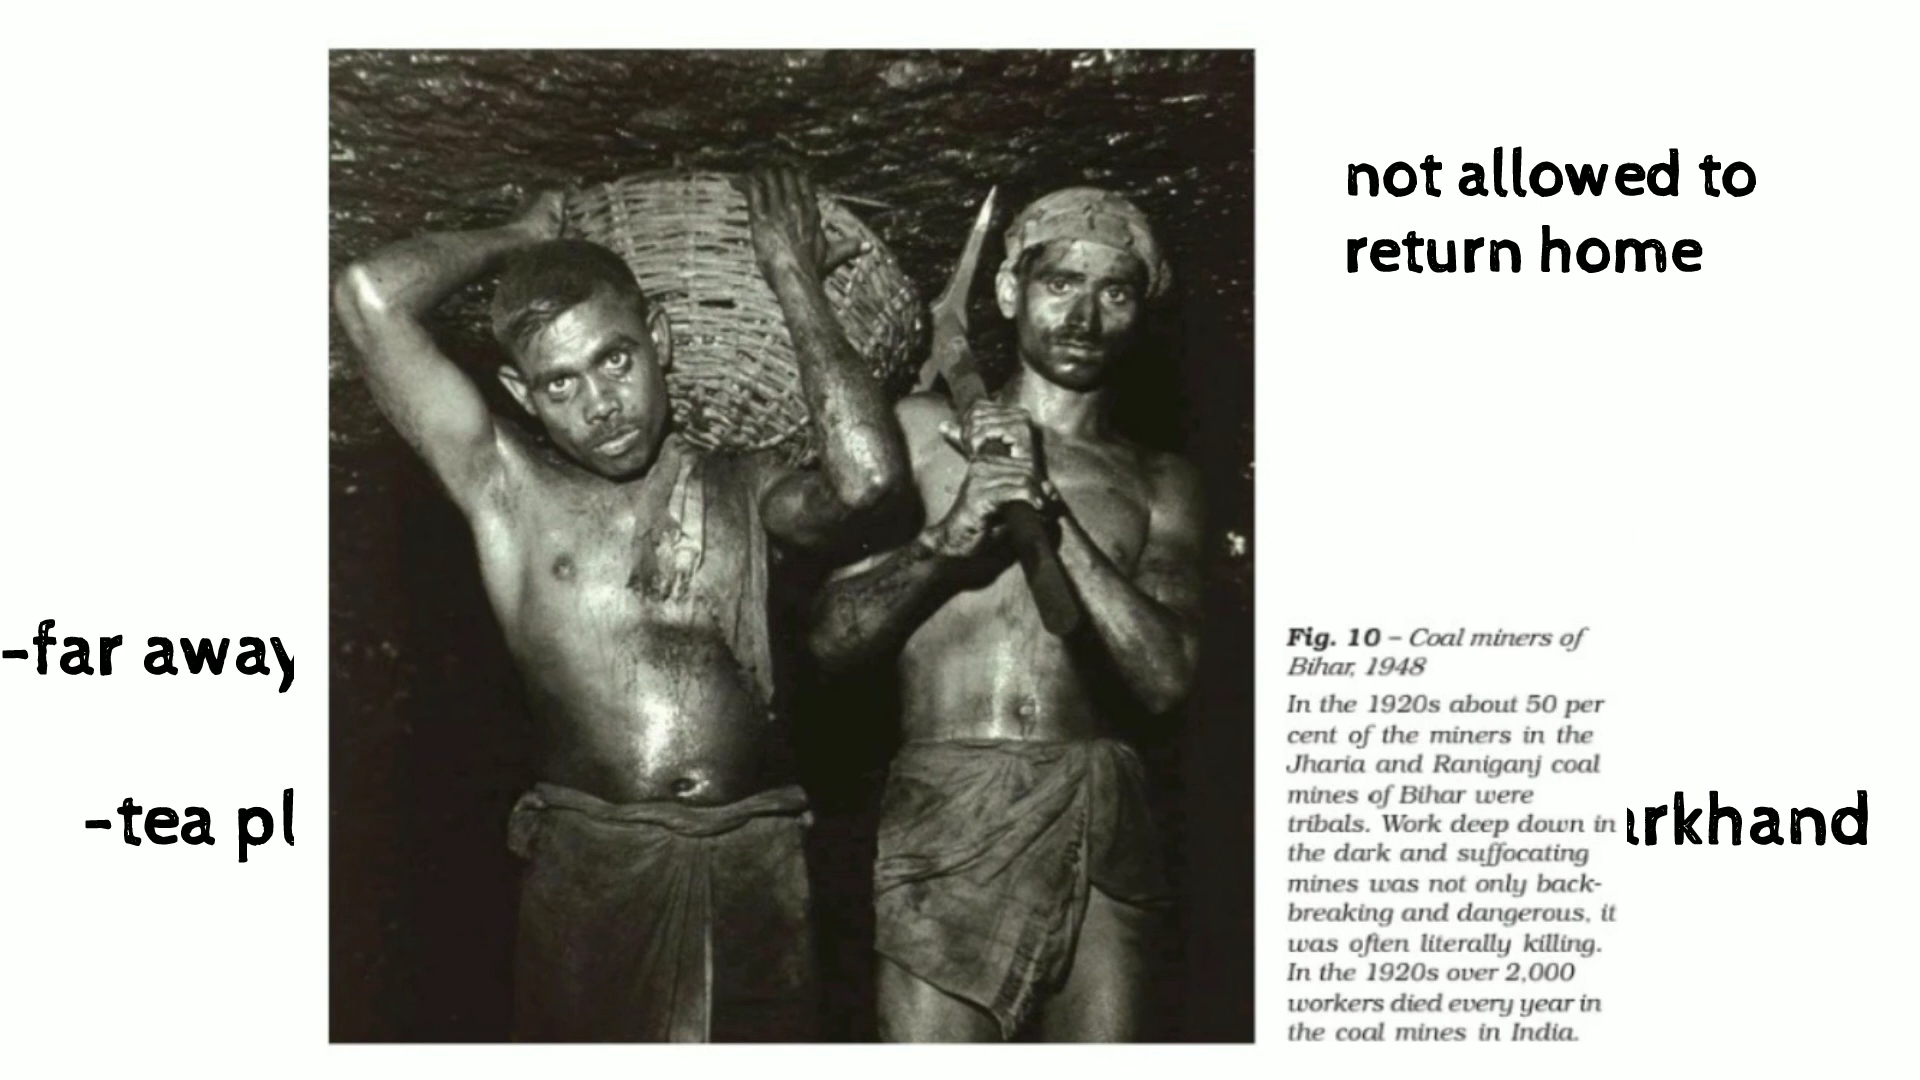 not allowed to
return home
-far away
-tea
Fig. 10 – Coal miners of
Bihar, 1948
In the 1920s about 50 per
cent of the miners in the
Jharia and Raniganj coal
mines of Bihar were
tribals. Work deep down in
the dark and suffocating
mines was not only back-
breaking and dangerous, it
was often literally killing.
In the 1920s over 2,000
workers died every year in
the coal mines in India.